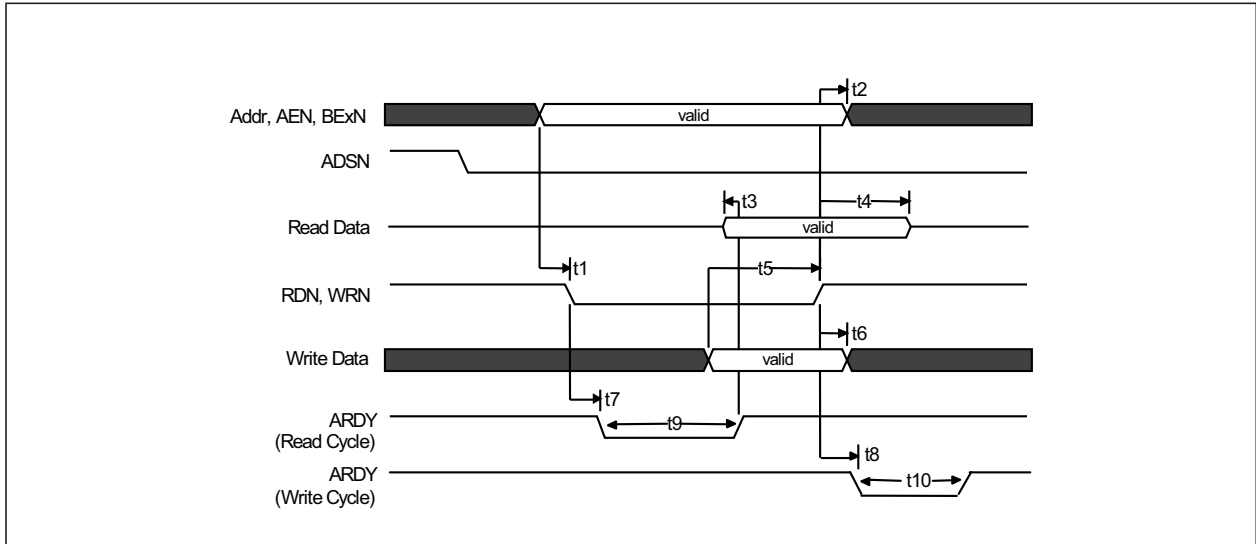 t2
Addr, AEN, BExN
valid
ADSN
t3
t4
Read Data
valid
t1
t5
RDN, WRN
t6
Write Data
valid
t7
ARDY
t9
(Read Cycle)
t8
ARDY
t10
(Write Cycle)